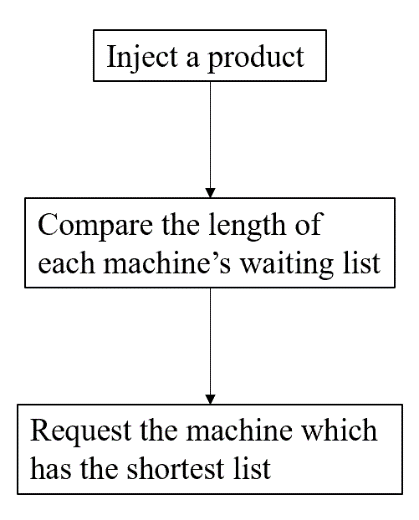 Inject a product
Compare the length of
each machine’s waiting list
Request the machine which
has the shortest list